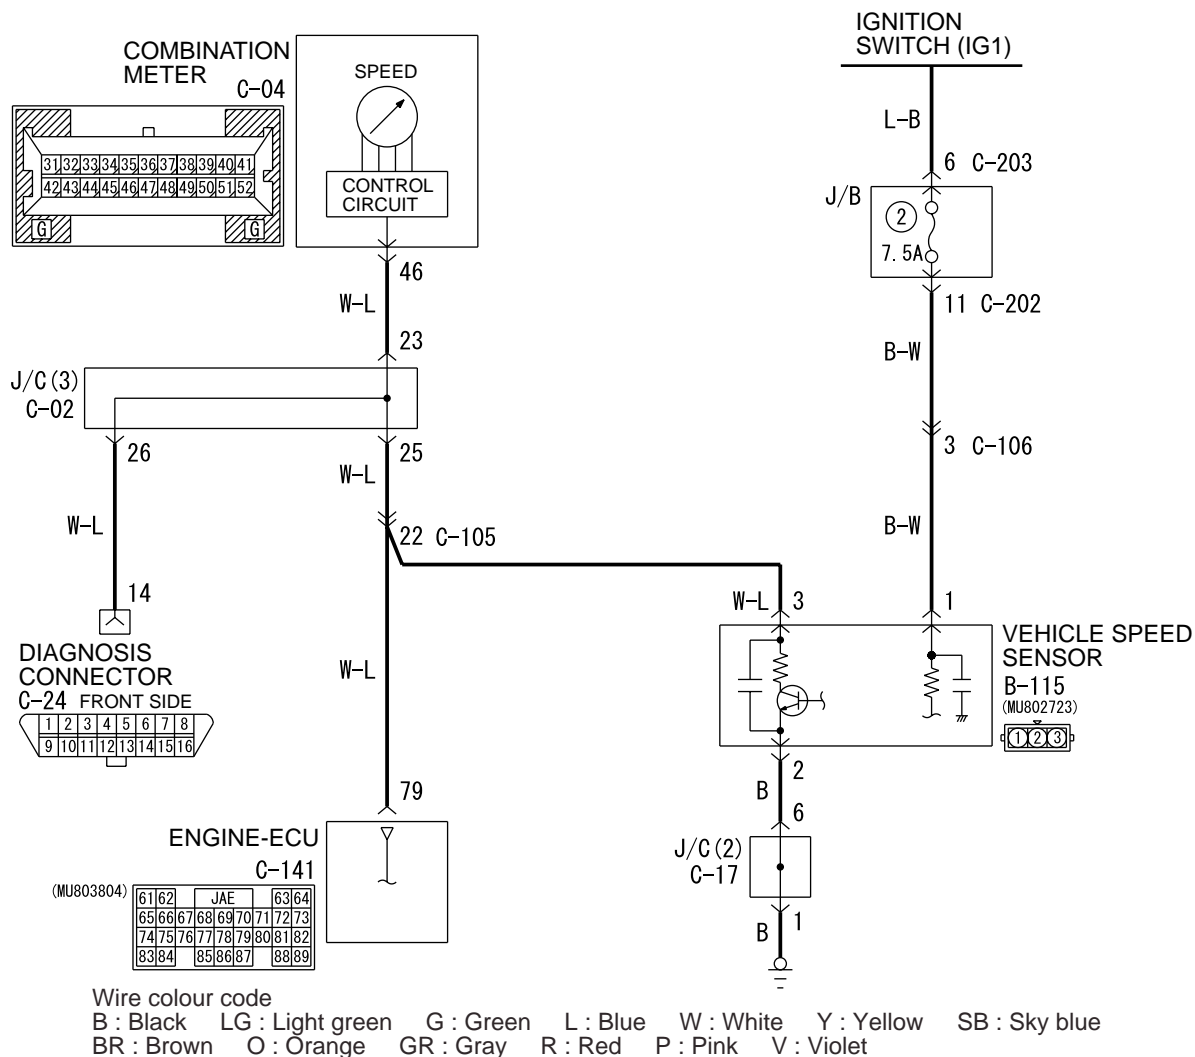 COMBINATION
METER
C-04
SPEED
CONTROL
CIRCUIT
31 32 33 34 35 36 37 38 39 40 41
42 43 44 45 46 47 48 49 50 51 52
G G
46
W-L
23
J/C(3)
C-02
26
25
W-L
W-L
22 C-105
14
DIAGNOSIS
CONNECTOR
C-24 FRONT SIDE
1 2 3 4 5 6 7 8
9 10 11 12 13 14 15 16
W-L
79
ENGINE-ECU
C-141
(MU803804)
61 62 JAE 63 64
65 66 67 68 69 70 71 72 73
74 75 76 77 78 79 80 81 82
83 84 85 86 87 88 89
IGNITION
SWITCH (IG1)
L-B
6 C-203
J/B
2
7.5A
11 C-202
B-W
3 C-106
B-W
W-L 3
1
VEHICLE SPEED
SENSOR
B-115
(MU802723)
1 2 3
2
B
6
J/C(2)
C-17
1
B
Wire colour code
B : Black LG : Light green G : Green L : Blue W : White Y : Yellow SB : Sky blue
BR : Brown O : Orange GR : Gray R : Red P : Pink V : Violet